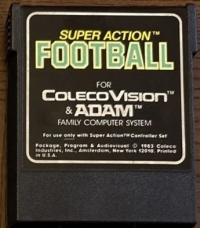 SUPER ACTION™
FOOTBALL
FOR
COLECOVISION™
& ADAM™
FAMILY COMPUTER SYSTEM
For use only with Super Action™ Controller Set
Package, Program & Audiovisual © 1983 Coleco
Industries, Inc., Amsterdam, New York 12010. Printed
in U.S.A.